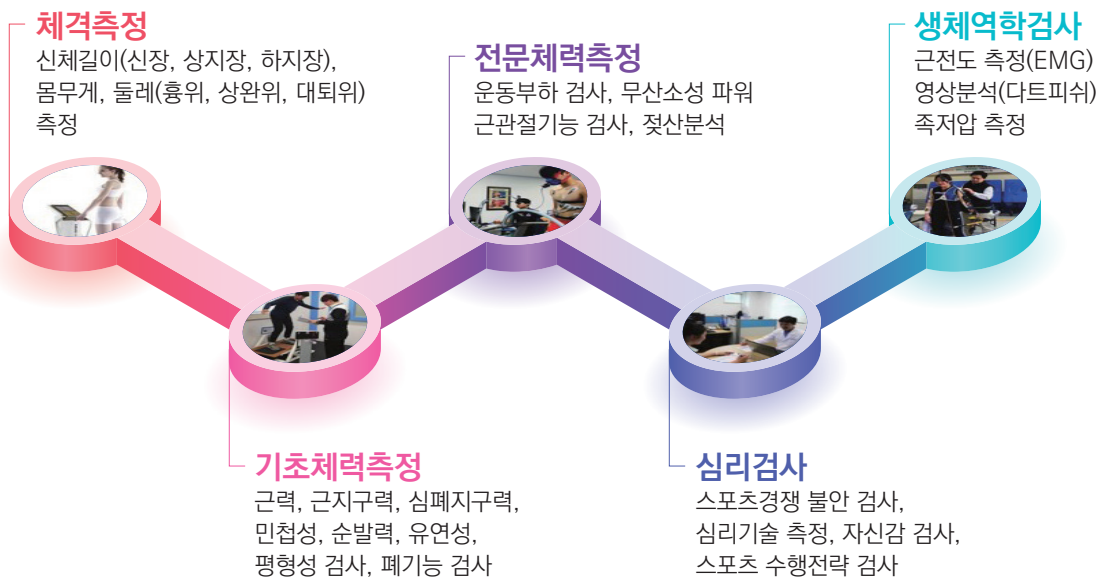 체격측정
신체길이(신장, 상지장, 하지장),
몸무게, 둘레(흉위, 상완위, 대퇴위)
측정
기초체력측정
근력, 근지구력, 심폐지구력,
민첩성, 순발력, 유연성,
평형성 검사, 폐기능 검사
전문체력측정
운동부하 검사, 무산소성 파워
근관절기능 검사, 젖산분석
심리검사
스포츠경쟁 불안 검사,
심리기술 측정, 자신감 검사,
스포츠 수행전략 검사
생체역학검사
근전도 측정(EMG)
영상분석(다트피쉬)
족저압 측정